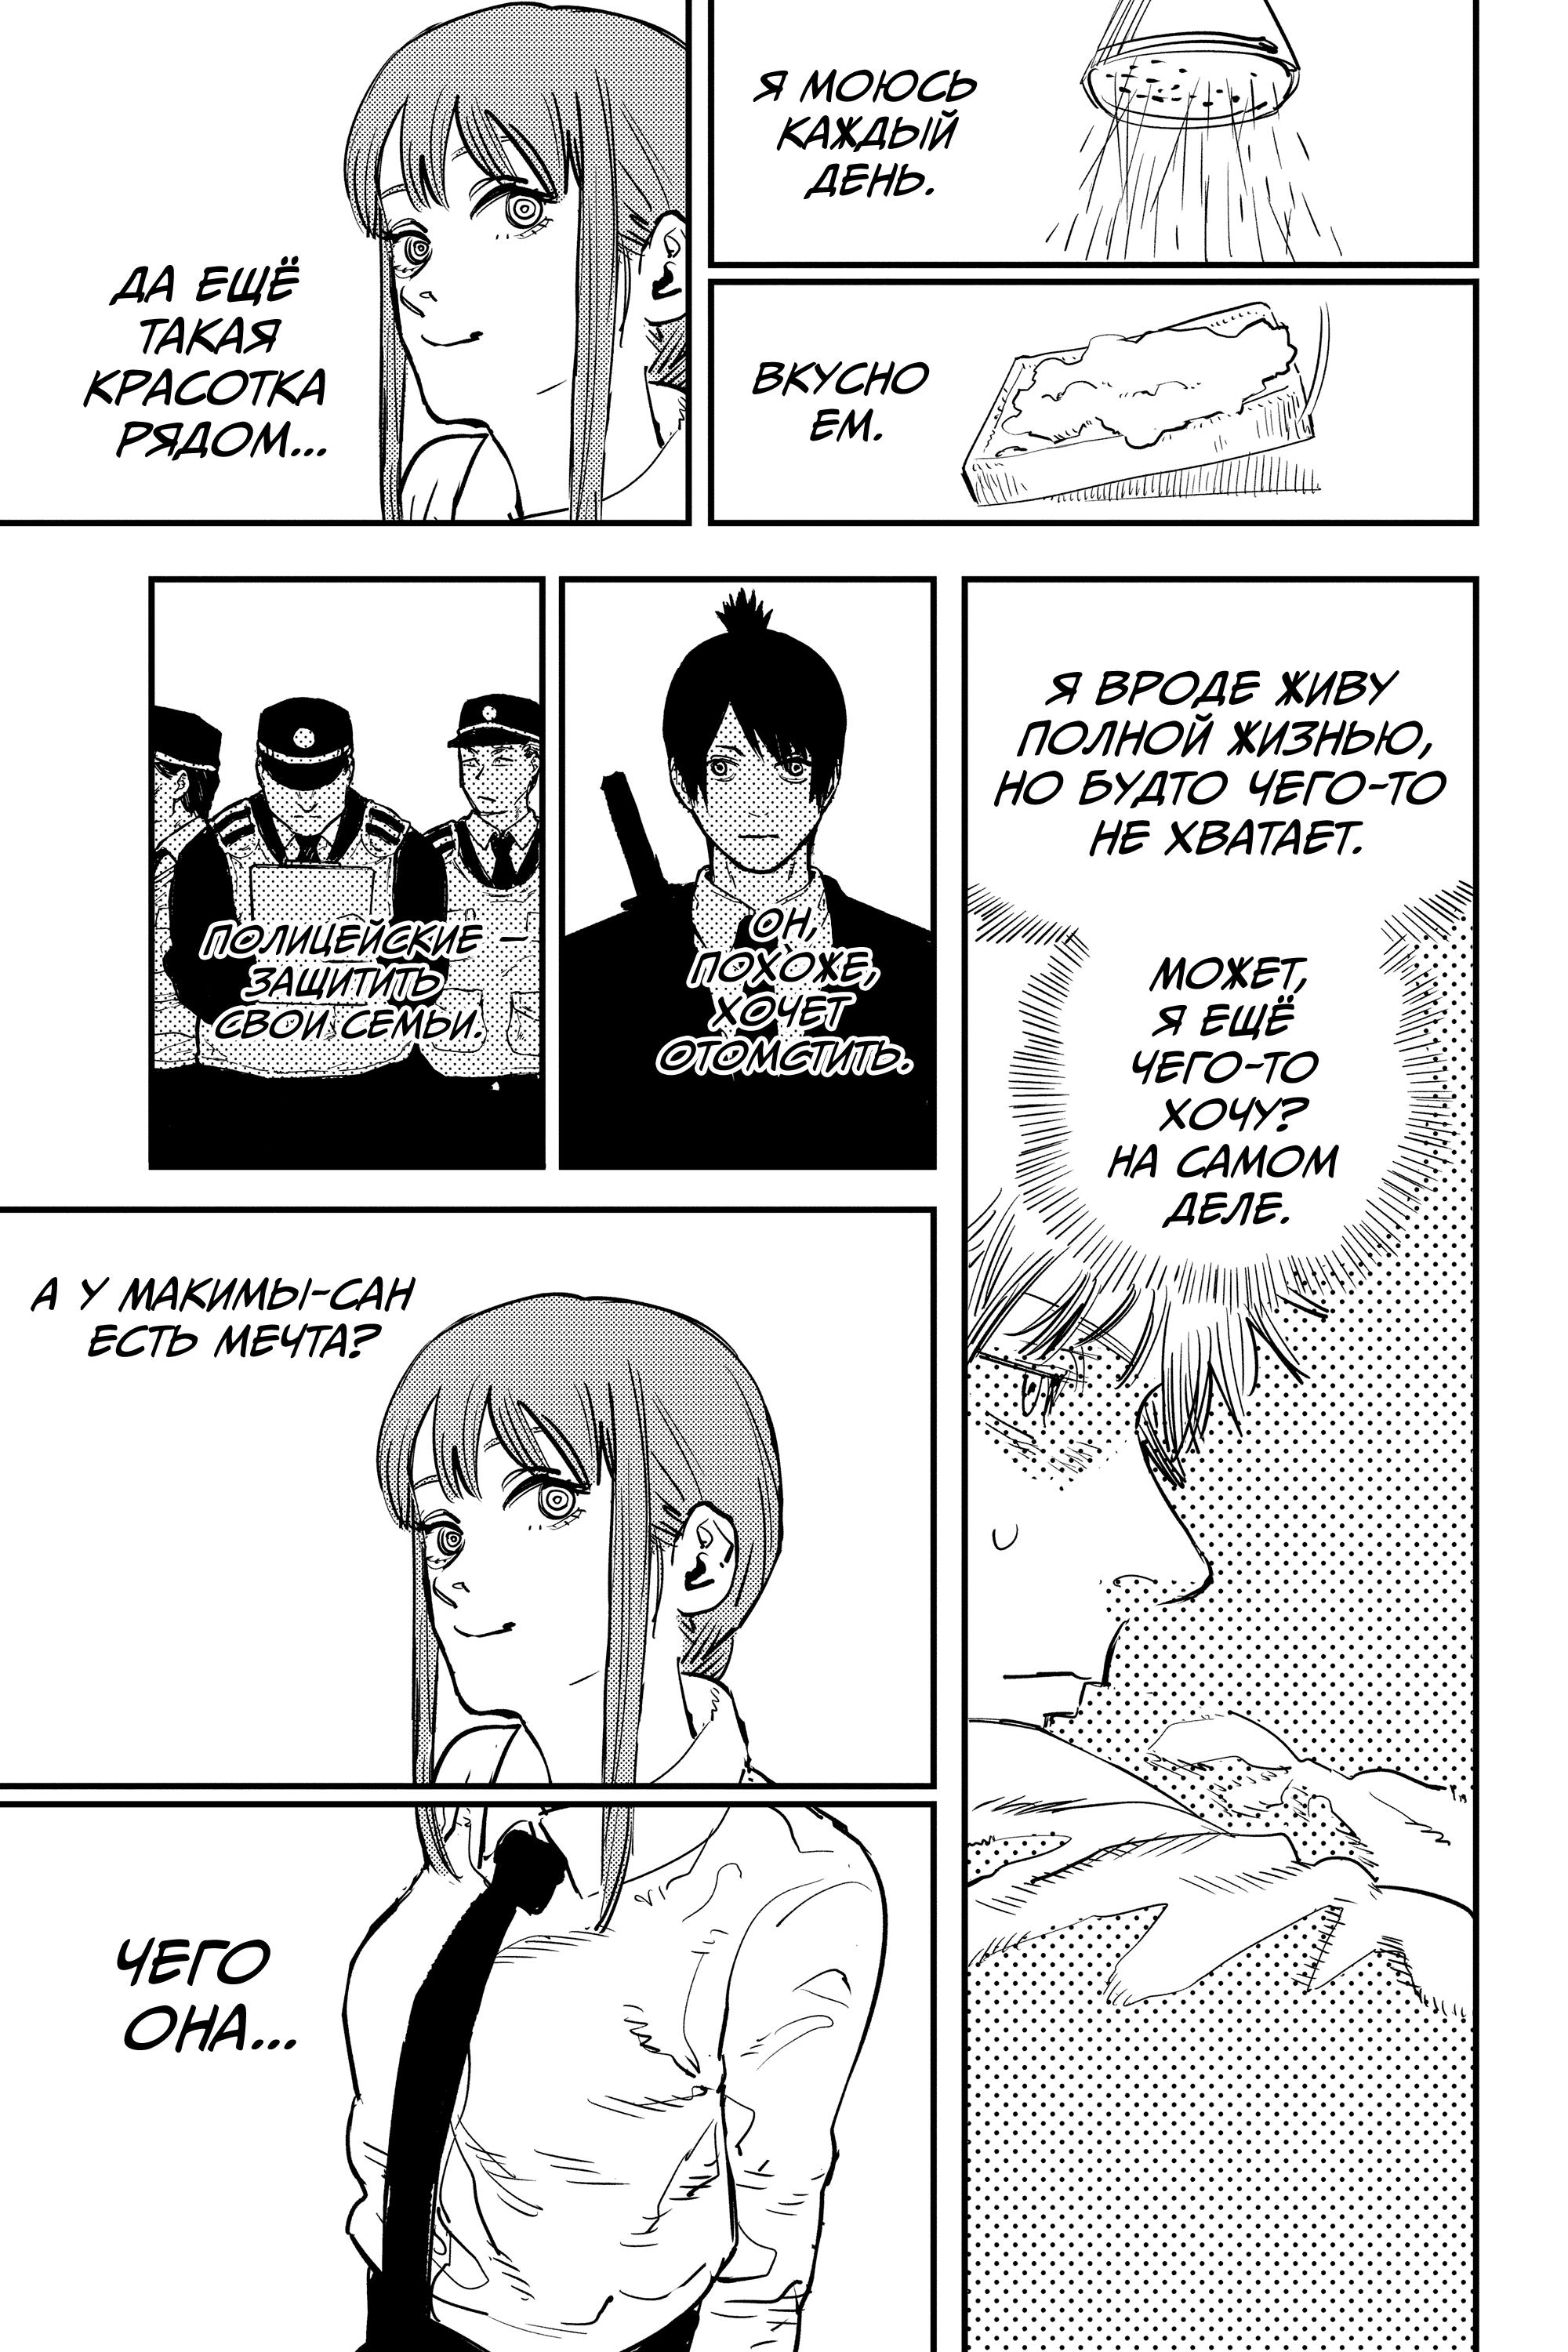 Я МОЮСЬ
КАЖДЫЙ
ДЕНЬ.
ВКУСНО
ЕМ.
ДА ЕЩЁ
ТАКАЯ
КРАСОТКА
РЯДОМ...
Я ВРОДЕ ЖИВУ
ПОЛНОЙ ЖИЗНЬЮ,
НО БУДТО ЧЕГО-ТО
НЕ ХВАТАЕТ.
МОЖЕТ,
Я ЕЩЁ
ЧЕГО-ТО
ХОЧУ?
НА САМОМ
ДЕЛЕ.
ОН,
ПОХОЖЕ,
ХОЧЕТ
ОТОМСТИТЬ.
ПОЛИЦЕЙСКИЕ –
ЗАЩИТИТЬ
СВОИ СЕМЬИ.
А У МАКИМЫ-САН
ЕСТЬ МЕЧТА?
ЧЕГО
ОНА...